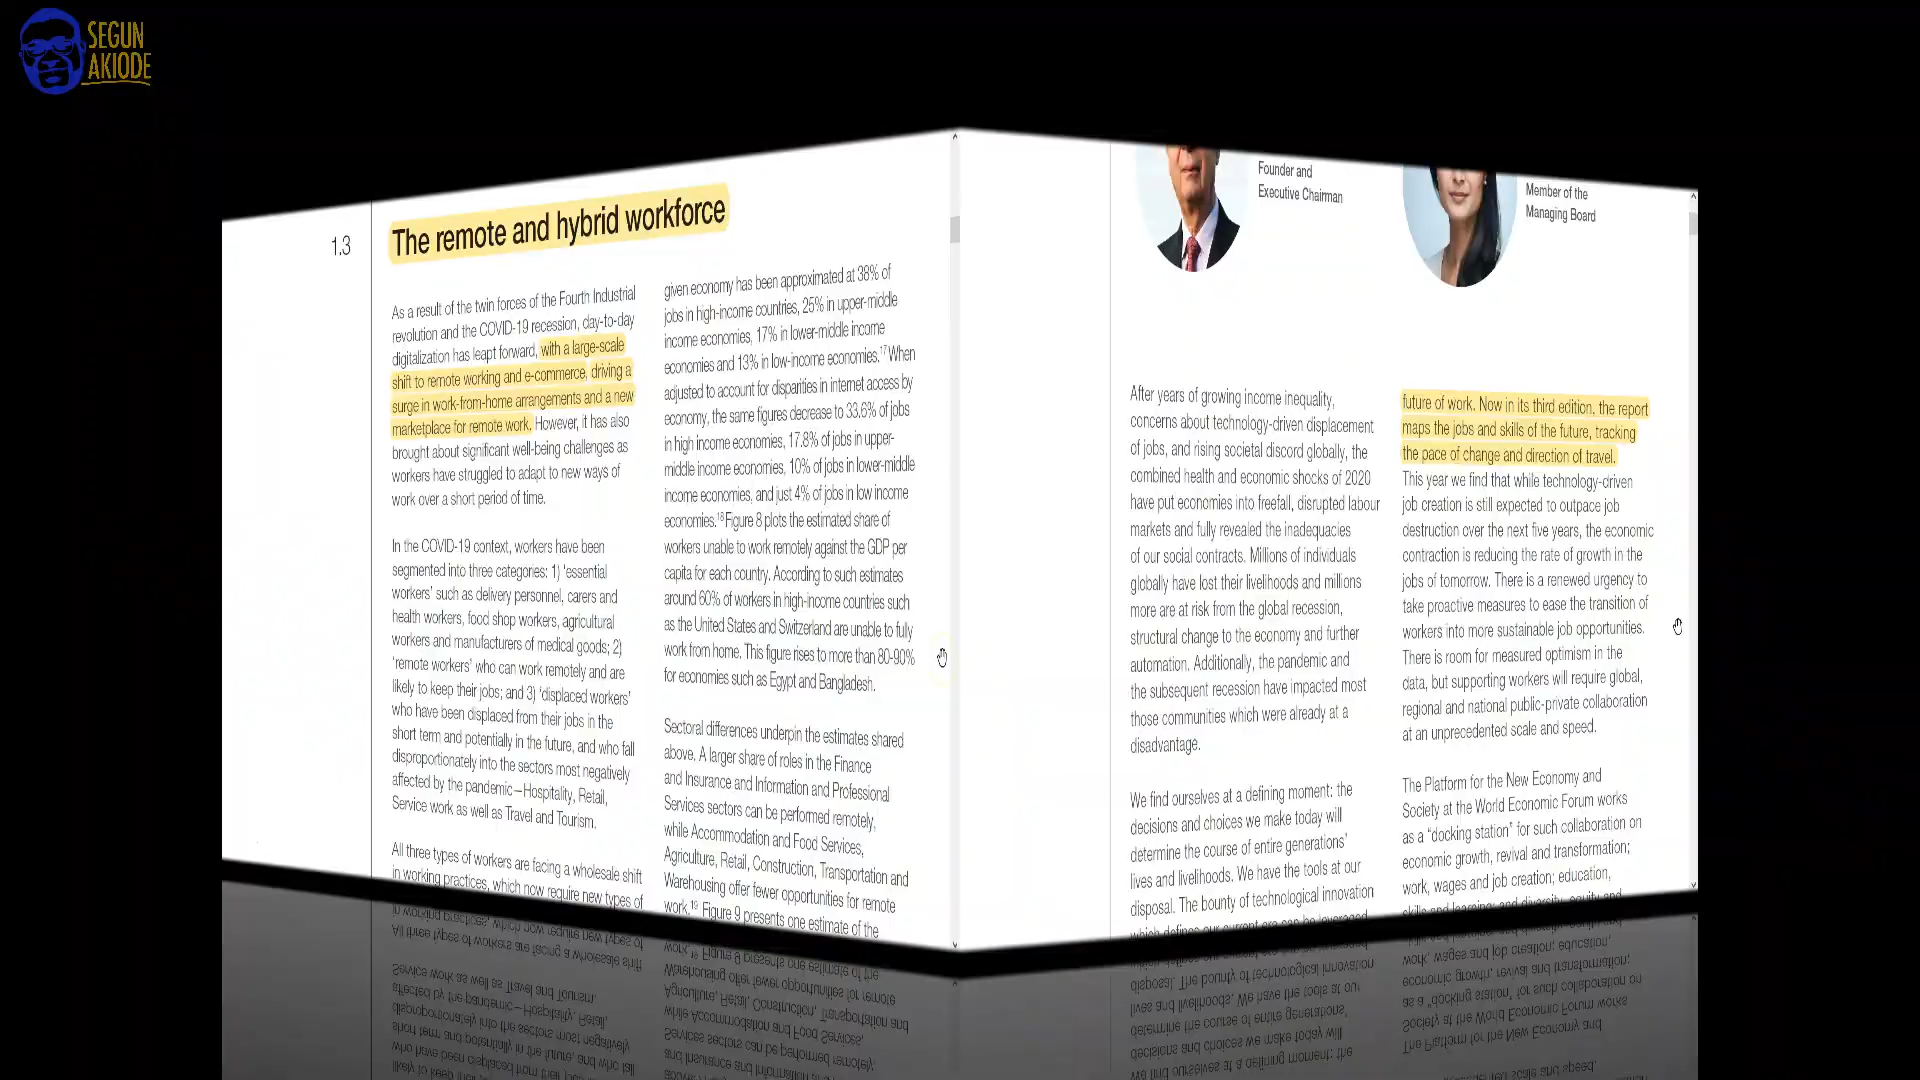 SEGUN
AKIODE
1.3
The remote and hybrid workforce
As a result of the twin forces of the Fourth Industrial
revolution and the COVID-19 recession, day-to-day
digitalization has leapt forward, with a large-scale
shift to remote working and e-commerce, driving a
surge in work-from-home arrangements and a new
marketplace for remote work. However, it has also
brought about significant well-being challenges as
workers have struggled to adapt to new ways of
work over a short period of time.
In the COVID-19 context, workers have been
segmented into three categories: 1) 'essential
workers' such as delivery personnel, carers and
health workers, food shop workers, agricultural
workers and manufacturers of medical goods; 2)
'remote workers' who can work remotely and are
likely to keep their jobs; and 3) 'displaced workers'
who have been displaced from their jobs in the
short term and potentially in the future, and who fall
disproportionately into the sectors most negatively
affected by the pandemic—Hospitality, Retail,
Service work as well as Travel and Tourism.
All three types of workers are facing a wholesale shift
in working practices, which now require new types of
given economy has been approximated at 38% of
jobs in high-income countries, 25% in upper-middle
income economies, 17% in lower-middle income
economies and 13% in low-income economies.17 When
adjusted to account for disparities in internet access by
economy, the same figures decrease to 33.6% of jobs
in high income economies, 17.8% of jobs in upper-
middle income economies, 10% of jobs in lower-middle
income economies, and just 4% of jobs in low income
economies.18 Figure 8 plots the estimated share of
workers unable to work remotely against the GDP per
capita for each country. According to such estimates
around 60% of workers in high-income countries such
as the United States and Switzerland are unable to fully
work from home. This figure rises to more than 80-90%
for economies such as Egypt and Bangladesh.
Sectoral differences underpin the estimates shared
above. A larger share of roles in the Finance
and Insurance and Information and Professional
Services sectors can be performed remotely,
while Accommodation and Food Services,
Agriculture, Retail, Construction, Transportation and
Warehousing offer fewer opportunities for remote
work.19 Figure 9 presents one estimate of the
Founder and
Executive Chairman
Member of the
Managing Board
After years of growing income inequality,
concerns about technology-driven displacement
of jobs, and rising societal discord globally, the
combined health and economic shocks of 2020
have put economies into freefall, disrupted labour
markets and fully revealed the inadequacies
of our social contracts. Millions of individuals
globally have lost their livelihoods and millions
more are at risk from the global recession,
structural change to the economy and further
automation. Additionally, the pandemic and
the subsequent recession have impacted most
those communities which were already at a
disadvantage.
We find ourselves at a defining moment: the
decisions and choices we make today will
determine the course of entire generations'
lives and livelihoods. We have the tools at our
disposal. The bounty of technological innovation
which defines our current era can be leveraged
future of work. Now in its third edition, the report
maps the jobs and skills of the future, tracking
the pace of change and direction of travel.
This year we find that while technology-driven
job creation is still expected to outpace job
destruction over the next five years, the economic
contraction is reducing the rate of growth in the
jobs of tomorrow. There is a renewed urgency to
take proactive measures to ease the transition of
workers into more sustainable job opportunities.
There is room for measured optimism in the
data, but supporting workers will require global,
regional and national public-private collaboration
at an unprecedented scale and speed.
The Platform for the New Economy and
Society at the World Economic Forum works
as a "docking station" for such collaboration on
economic growth, revival and transformation;
work, wages and job creation; education,
skills and learning; and diversity, equity and